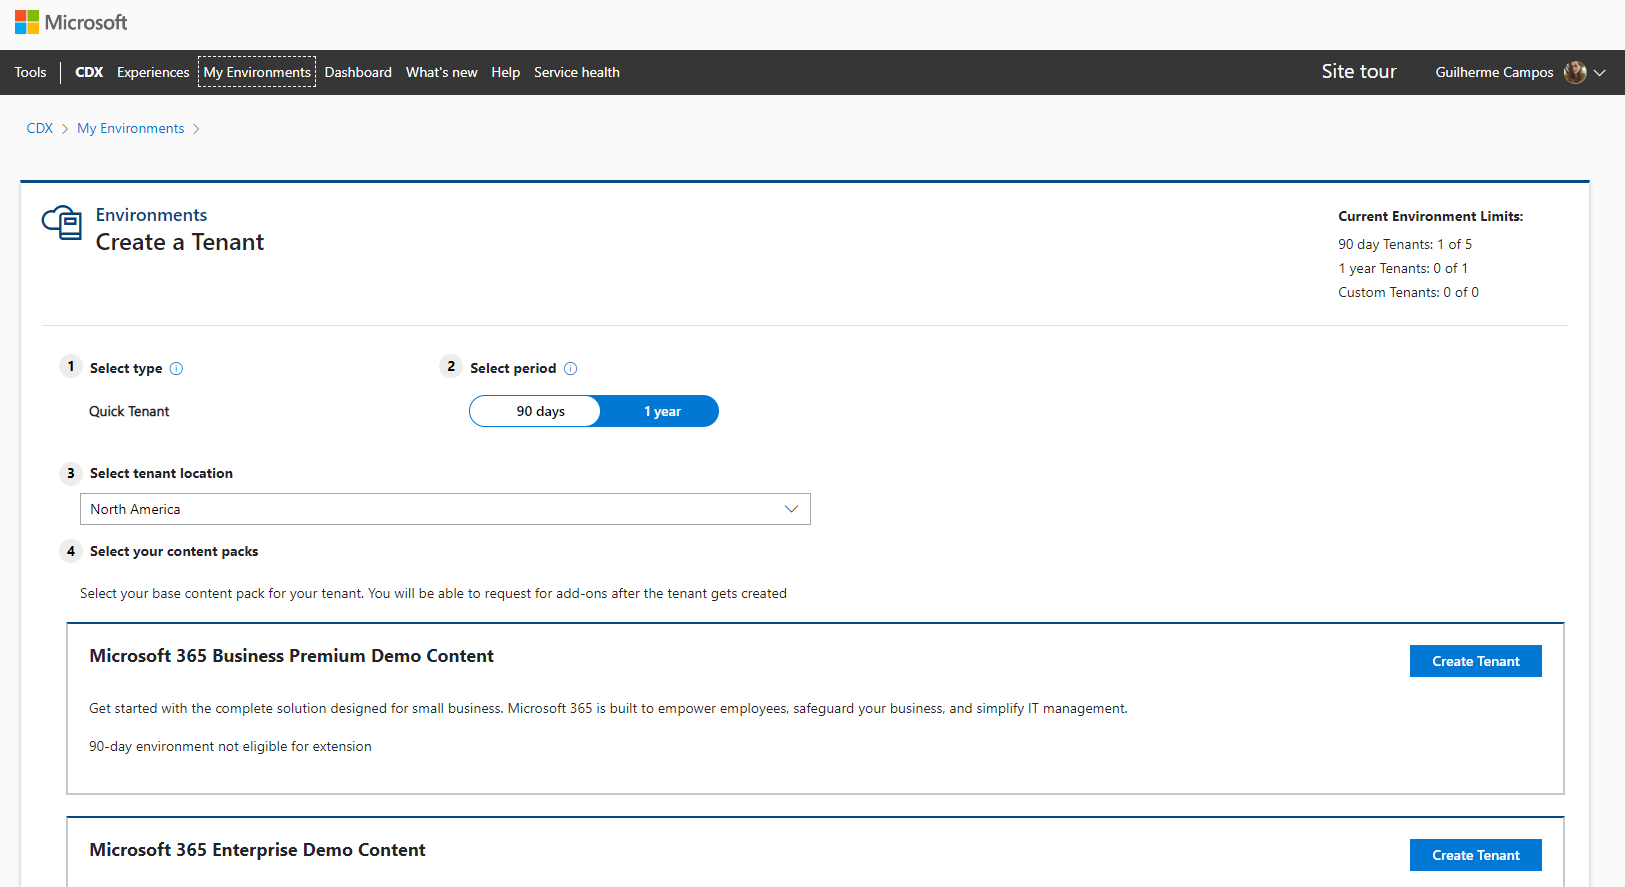 Microsoft
Tools CDX Experiences My Environments Dashboard What's new Help Service health Site tour Guilherme Campos
CDX My Environments
Environments
Create a Tenant
Current Environment Limits:
90 day Tenants: 1 of 5
1 year Tenants: 0 of 1
Custom Tenants: 0 of 0
1 Select type
2 Select period
Quick Tenant
90 days 1 year
3 Select tenant location
North America
4 Select your content packs
Select your base content pack for your tenant. You will be able to request for add-ons after the tenant gets created
Microsoft 365 Business Premium Demo Content
Create Tenant
Get started with the complete solution designed for small business. Microsoft 365 is built to empower employees, safeguard your business, and simplify IT management.
90-day environment not eligible for extension
Microsoft 365 Enterprise Demo Content
Create Tenant